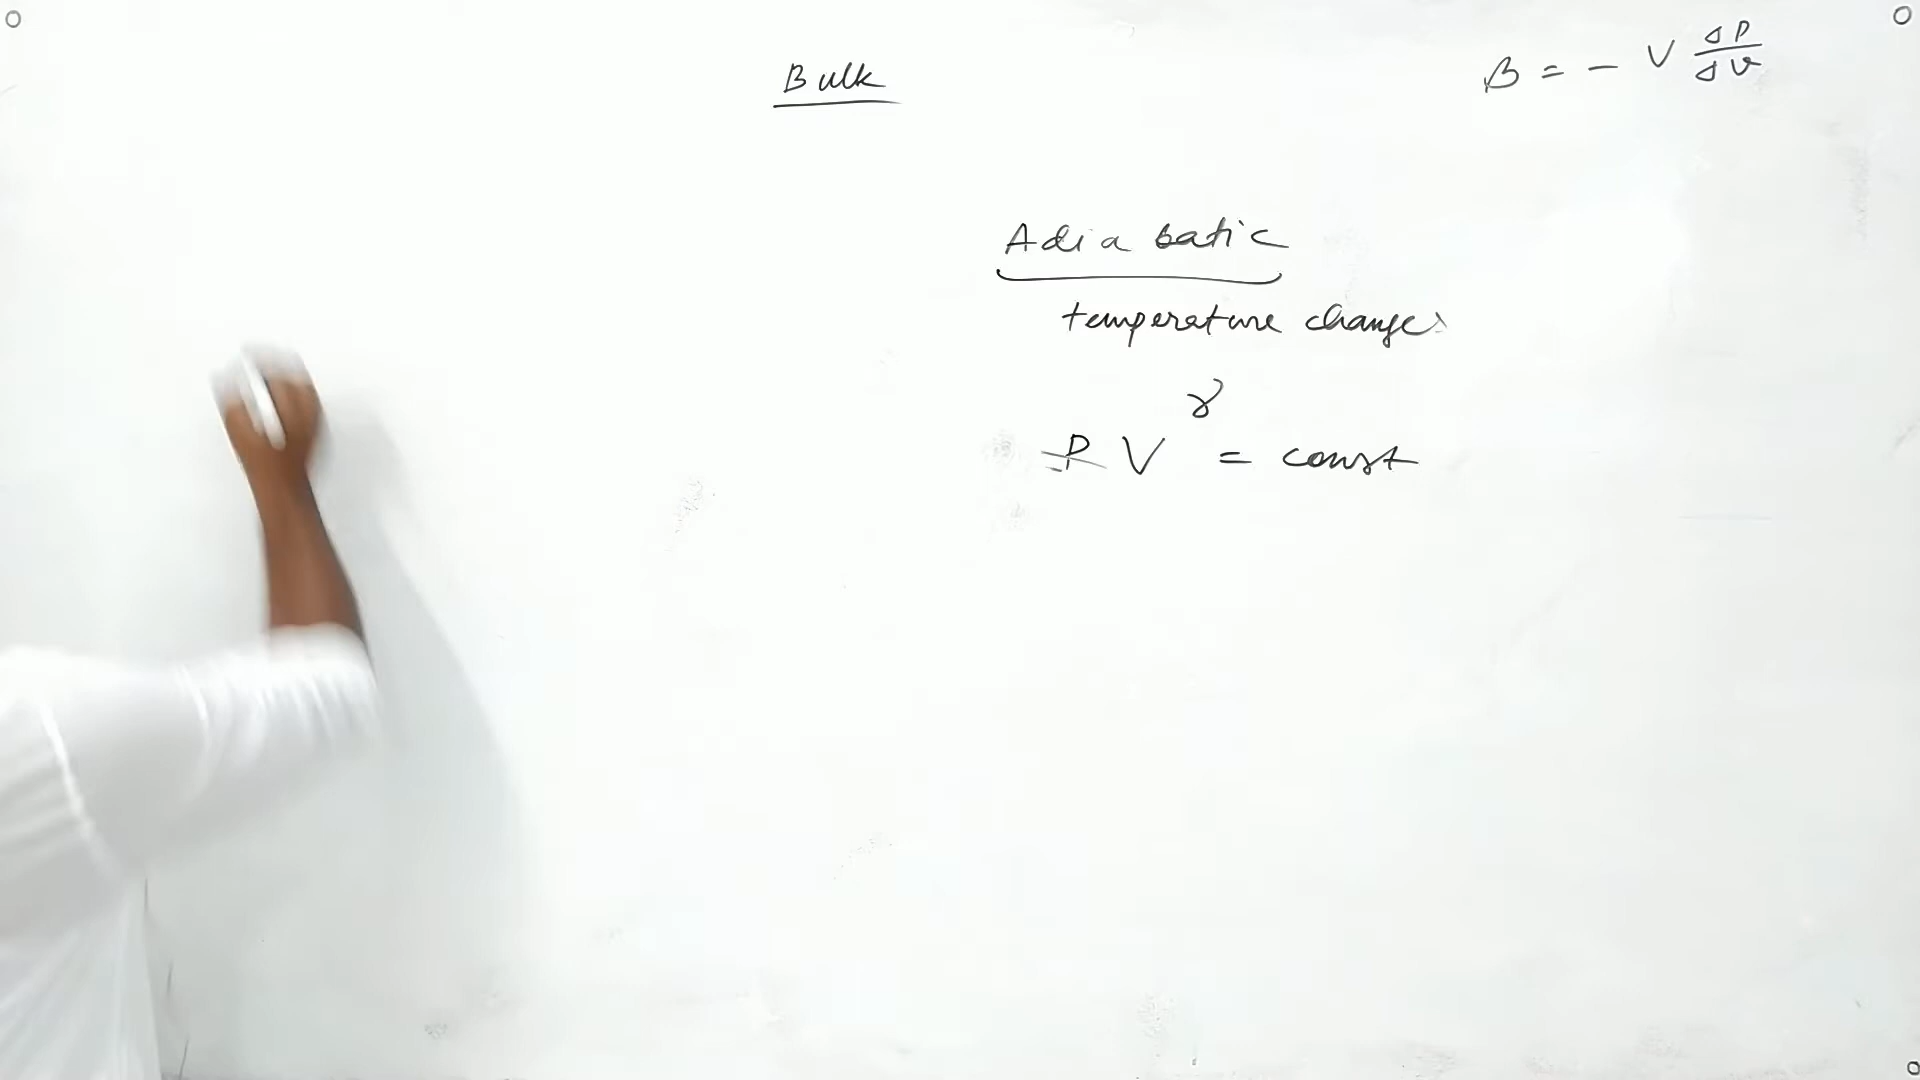 Bulk
B = - V ΔP/ΔV
Adiabatic
temperature changes
PV^γ = const